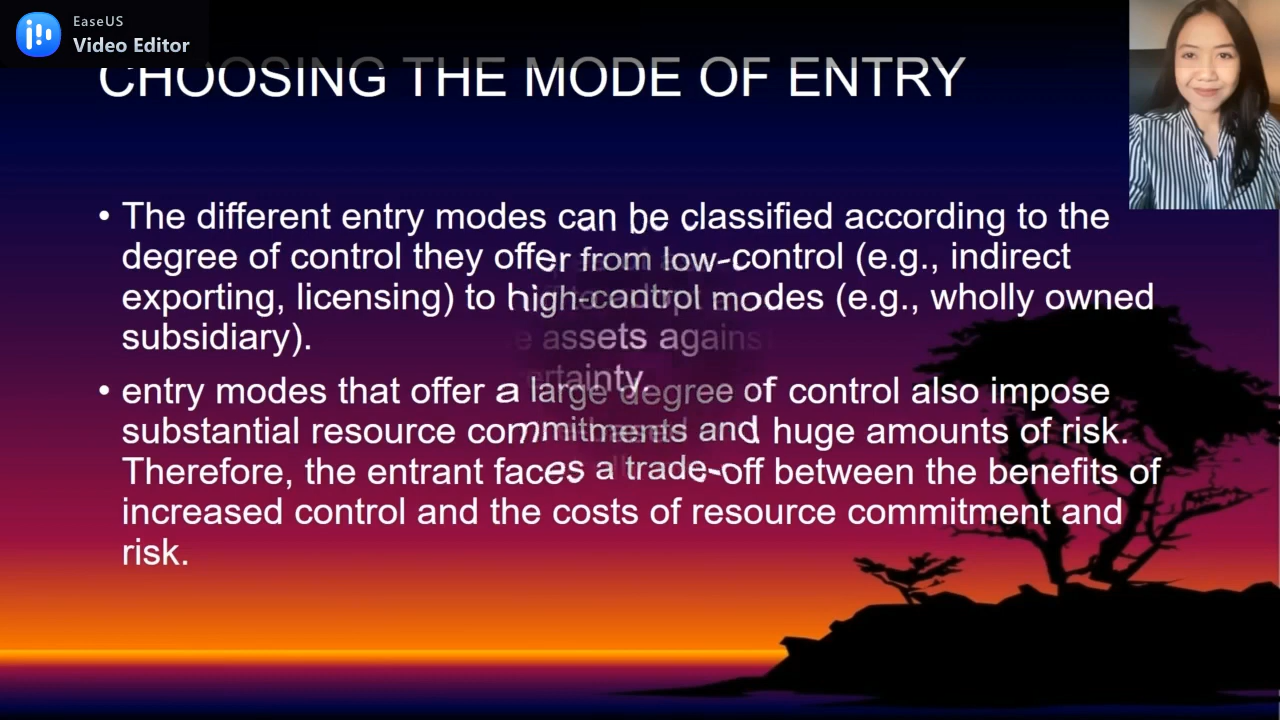 EaseUS
Video Editor
CHOOSING THE MODE OF ENTRY
• The different entry modes can be classified according to the
degree of control they offer from low-control (e.g., indirect
exporting, licensing) to high-control modes (e.g., wholly owned
subsidiary).
e assets against
rtainty.
• entry modes that offer a large degree of control also impose
substantial resource commitments and huge amounts of risk.
Therefore, the entrant faces a trade-off between the benefits of
increased control and the costs of resource commitment and
risk.